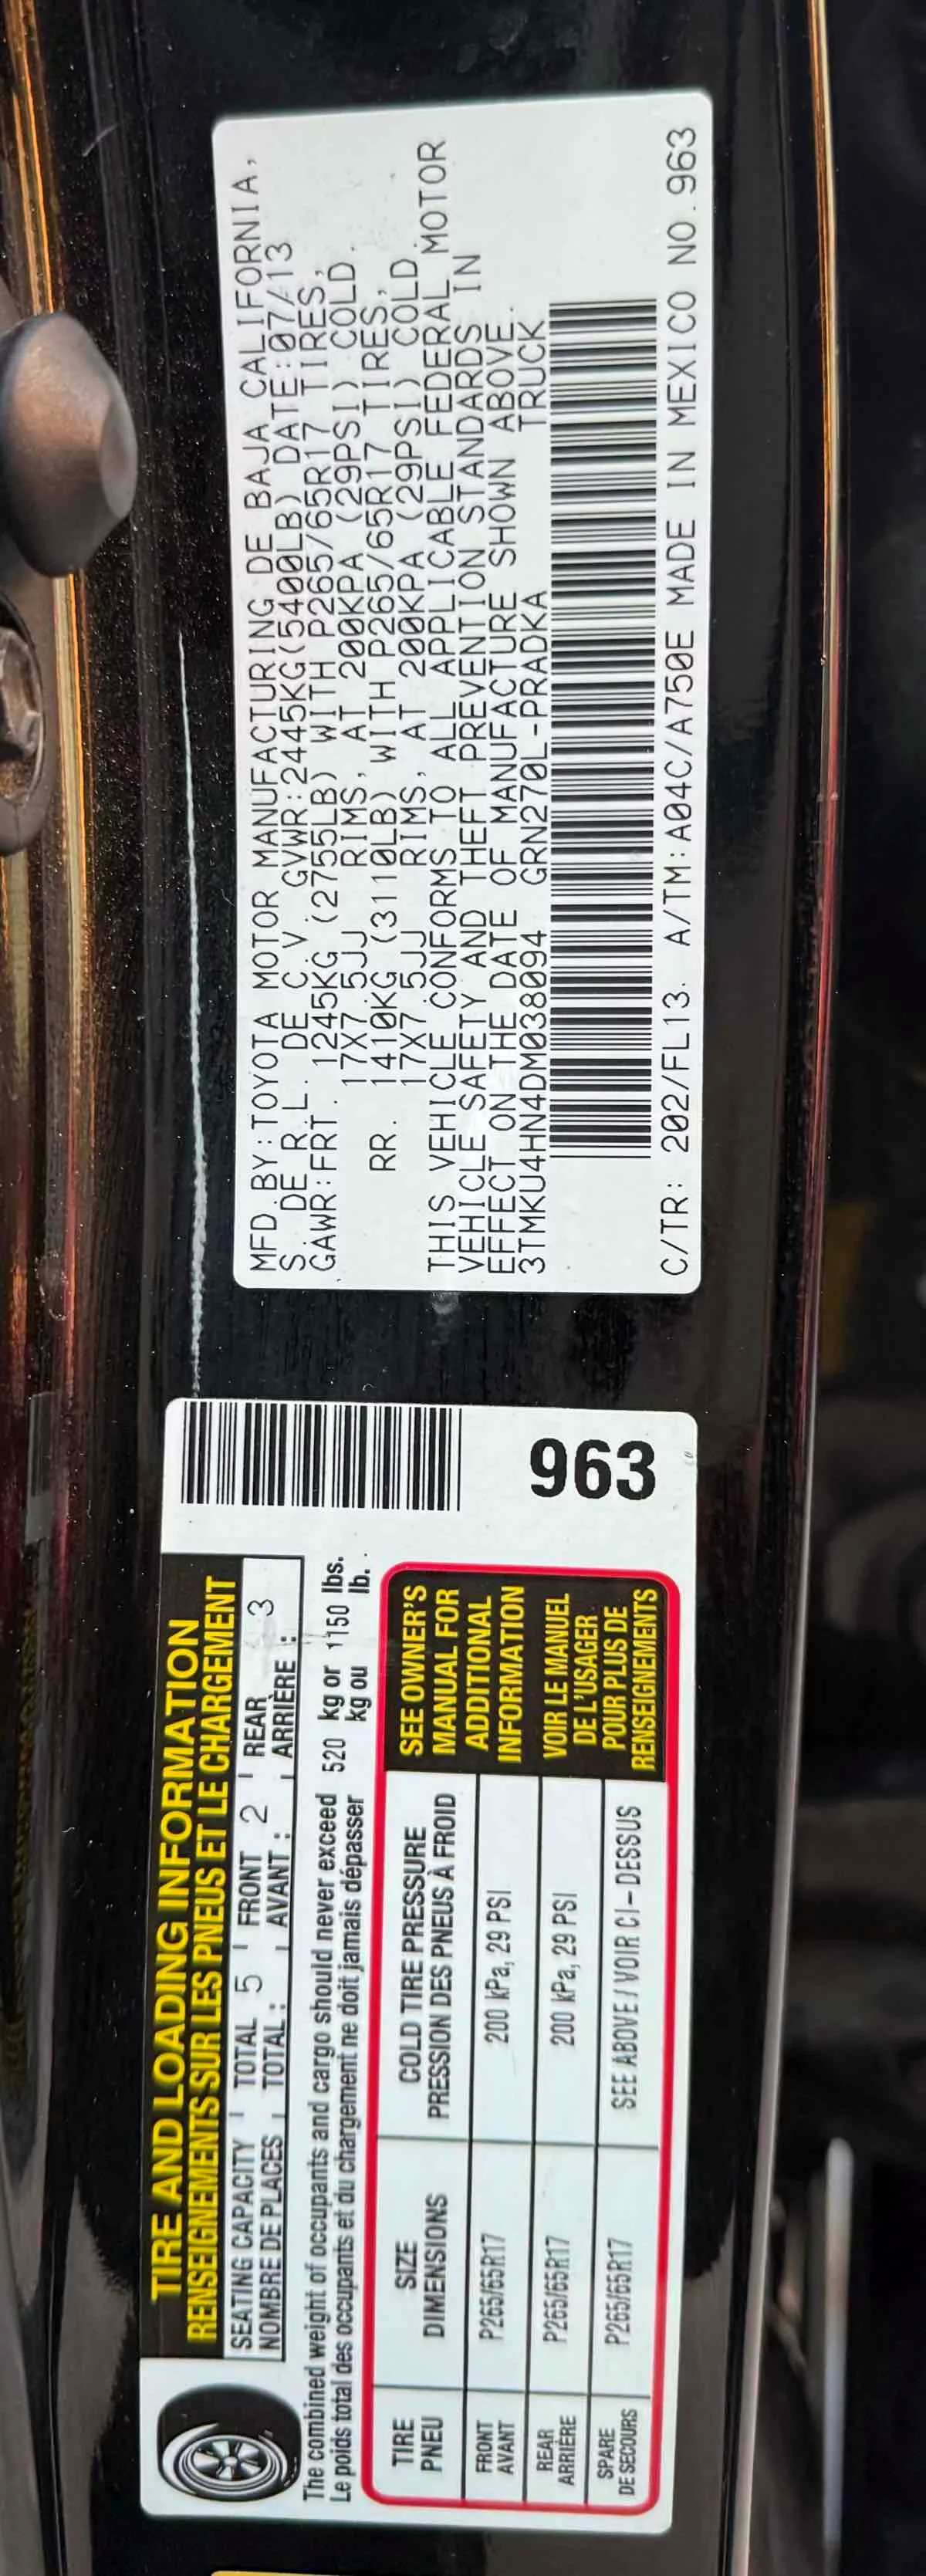 MFD.BY:TOYOTA MOTOR MANUFACTURING DE BAJA CALIFORNIA,
S. DE R.L. DE C.V. GVWR:2445KG(5400LB) DATE:07/13
GAWR:FRT. 1245KG (2755LB) WITH P265/65R17 TIRES,
17X7.5JJ RIMS, AT 200KPA (29PSI) COLD.
RR. 1410KG (3110LB) WITH P265/65R17 TIRES,
17X7.5JJ RIMS, AT 200KPA (29PSI) COLD.
THIS VEHICLE CONFORMS TO ALL APPLICABLE FEDERAL MOTOR
VEHICLE SAFETY AND THEFT PREVENTION STANDARDS IN
EFFECT ON THE DATE OF MANUFACTURE SHOWN ABOVE.
3TMKU4HN4DM038094 GRN270L-PRADKA TRUCK
C/TR: 202/FL13. A/TM:A04C/A750E MADE IN MEXICO NO.963
TIRE AND LOADING INFORMATION
RENSEIGNEMENTS SUR LES PNEUS ET LE CHARGEMENT
SEATING CAPACITY TOTAL 5 FRONT 2 REAR 3
NOMBRE DE PLACES TOTAL : AVANT : ARRIÈRE :
The combined weight of occupants and cargo should never exceed 520 kg or 1150 lbs.
Le poids total des occupants et du chargement ne doit jamais dépasser kg ou lb.
TIRE SIZE COLD TIRE PRESSURE
PNEU DIMENSIONS PRESSION DES PNEUS À FROID
FRONT
AVANT P265/65R17 200 kPa, 29 PSI
REAR
ARRIÈRE P265/65R17 200 kPa, 29 PSI
SPARE
DE SECOURS P265/65R17 SEE ABOVE / VOIR CI-DESSUS
SEE OWNER'S
MANUAL FOR
ADDITIONAL
INFORMATION
VOIR LE MANUEL
DE L'USAGER
POUR PLUS DE
RENSEIGNEMENTS
963